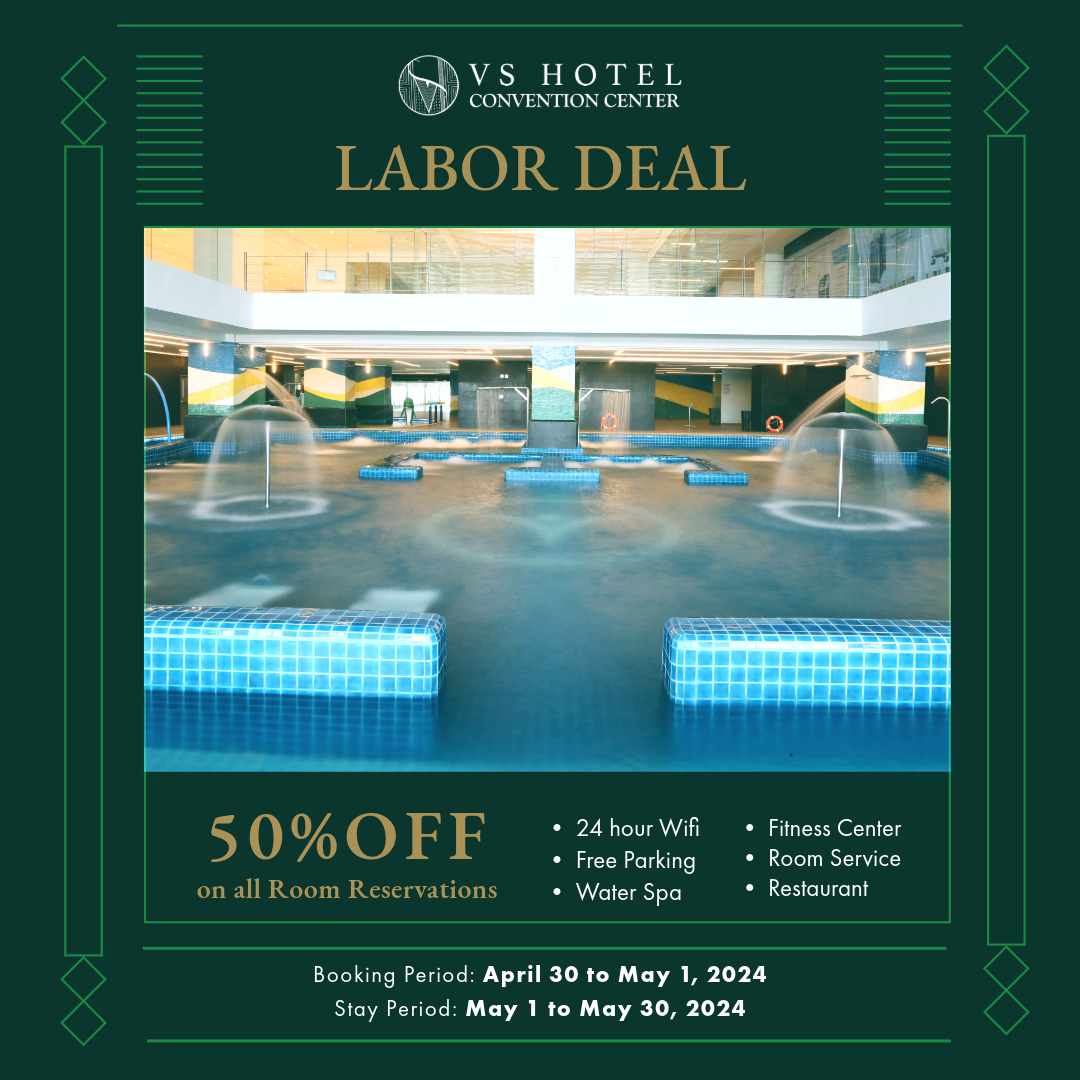 VS HOTEL
CONVENTION CENTER
LABOR DEAL
50%OFF
on all Room Reservations
• 24 hour Wifi
• Free Parking
• Water Spa
• Fitness Center
• Room Service
• Restaurant
Booking Period: April 30 to May 1, 2024
Stay Period: May 1 to May 30, 2024